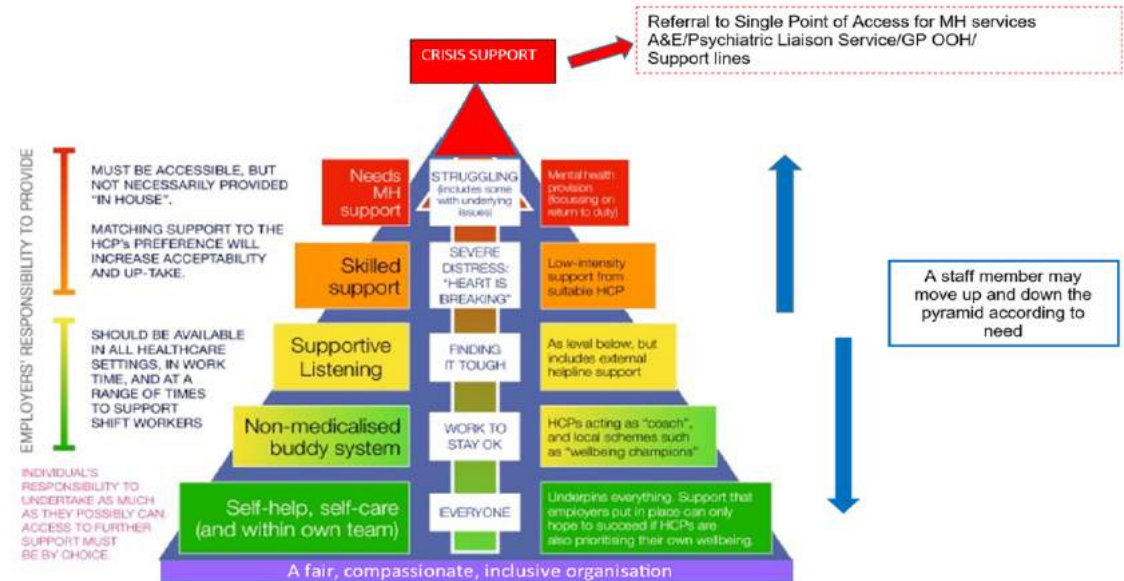 Referral to Single Point of Access for MH services
A&E/Psychiatric Liaison Service/GP OOH/
Support lines
CRISIS SUPPORT
EMPLOYERS' RESPONSIBILITY TO PROVIDE
MUST BE ACCESSIBLE, BUT
NOT NECESSARILY PROVIDED
"IN HOUSE".
MATCHING SUPPORT TO THE
HCP's PREFERENCE WILL
INCREASE ACCEPTABILITY
AND UP-TAKE.
Needs
MH
support
STRUGGLING
(includes some
with underlying
issues)
Mental health
provision
(focussing on
return to duty)
Skilled
support
SEVERE
DISTRESS:
"HEART IS
BREAKING"
Low-intensity
support from
suitable HCP
A staff member may
move up and down the
pyramid according to
need
SHOULD BE AVAILABLE
IN ALL HEALTHCARE
SETTINGS, IN WORK
TIME, AND AT A
RANGE OF TIMES
TO SUPPORT
SHIFT WORKERS
Supportive
Listening
FINDING
IT TOUGH
As level below, but
includes external
helpline support
Non-medicalised
buddy system
WORK TO
STAY OK
HCPs acting as "coach",
and local schemes such
as "wellbeing champions"
INDIVIDUAL'S
RESPONSIBILITY TO
UNDERTAKE AS MUCH
AS THEY POSSIBLY CAN.
ACCESS TO FURTHER
SUPPORT MUST
BE BY CHOICE.
Self-help, self-care
(and within own team)
EVERYONE
Underpins everything. Support that
employers put in place can only
hope to succeed if HCPs are
also prioritising their own wellbeing.
A fair, compassionate, inclusive organisation